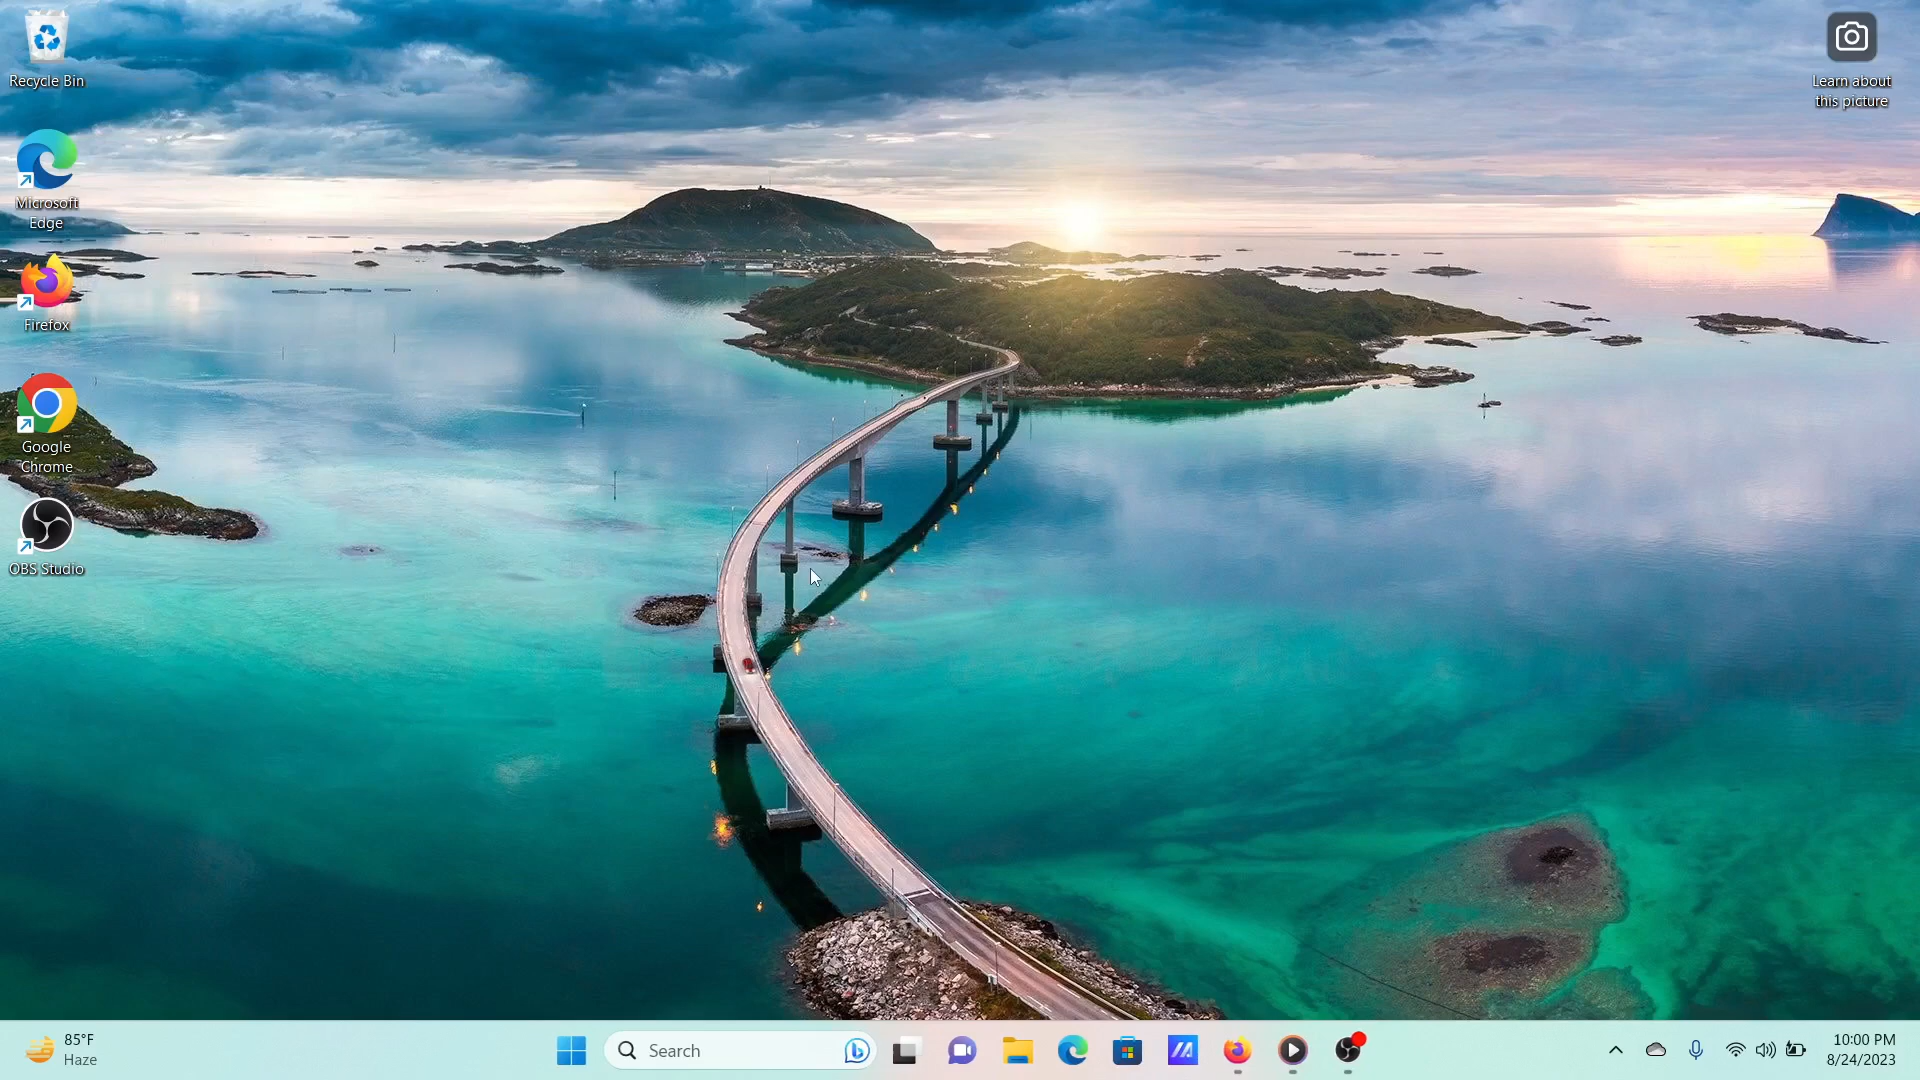 Recycle Bin
Learn about
this picture
Microsoft
Edge
Firefox
Google
Chrome
OBS Studio
85°F
Haze
Search
10:00 PM
8/24/2023